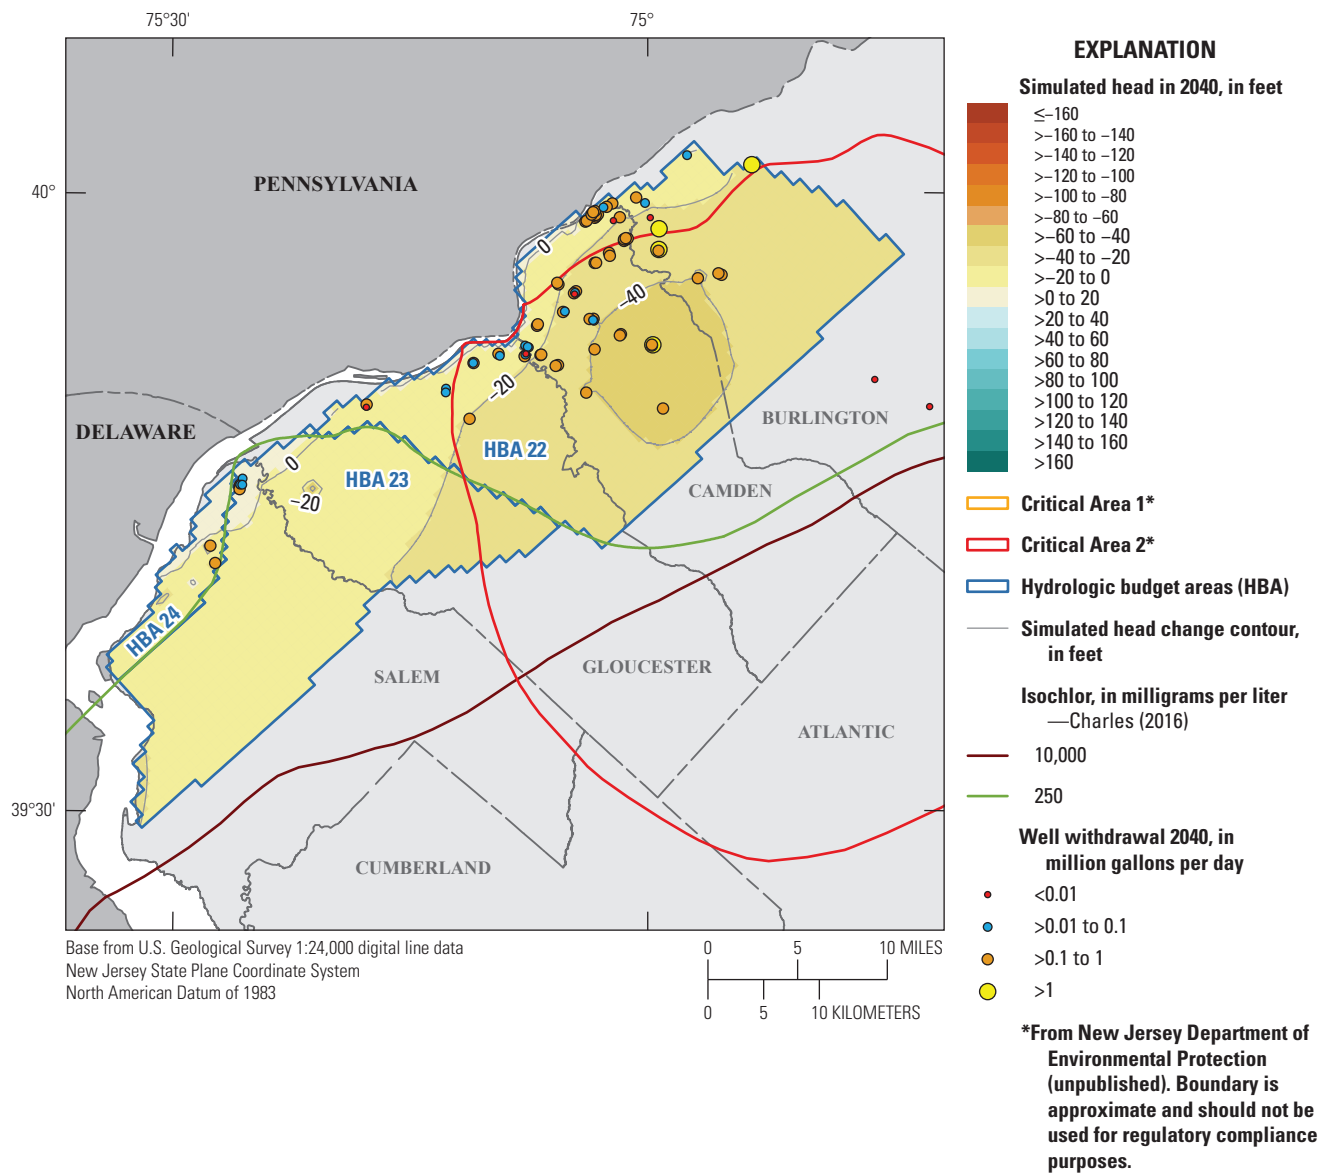 75°30'
75°
40°
39°30'
PENNSYLVANIA
DELAWARE
0
−40
−20
BURLINGTON
HBA 22
0
HBA 23
−20
CAMDEN
HBA 24
SALEM
GLOUCESTER
ATLANTIC
CUMBERLAND
Base from U.S. Geological Survey 1:24,000 digital line data
New Jersey State Plane Coordinate System
North American Datum of 1983
0 5 10 MILES
0 5 10 KILOMETERS
EXPLANATION
Simulated head in 2040, in feet
≤−160
>−160 to −140
>−140 to −120
>−120 to −100
>−100 to −80
>−80 to −60
>−60 to −40
>−40 to −20
>−20 to 0
>0 to 20
>20 to 40
>40 to 60
>60 to 80
>80 to 100
>100 to 120
>120 to 140
>140 to 160
>160
Critical Area 1*
Critical Area 2*
Hydrologic budget areas (HBA)
Simulated head change contour,
in feet
Isochlor, in milligrams per liter
—Charles (2016)
10,000
250
Well withdrawal 2040, in
million gallons per day
<0.01
>0.01 to 0.1
>0.1 to 1
>1
*From New Jersey Department of
Environmental Protection
(unpublished). Boundary is
approximate and should not be
used for regulatory compliance
purposes.